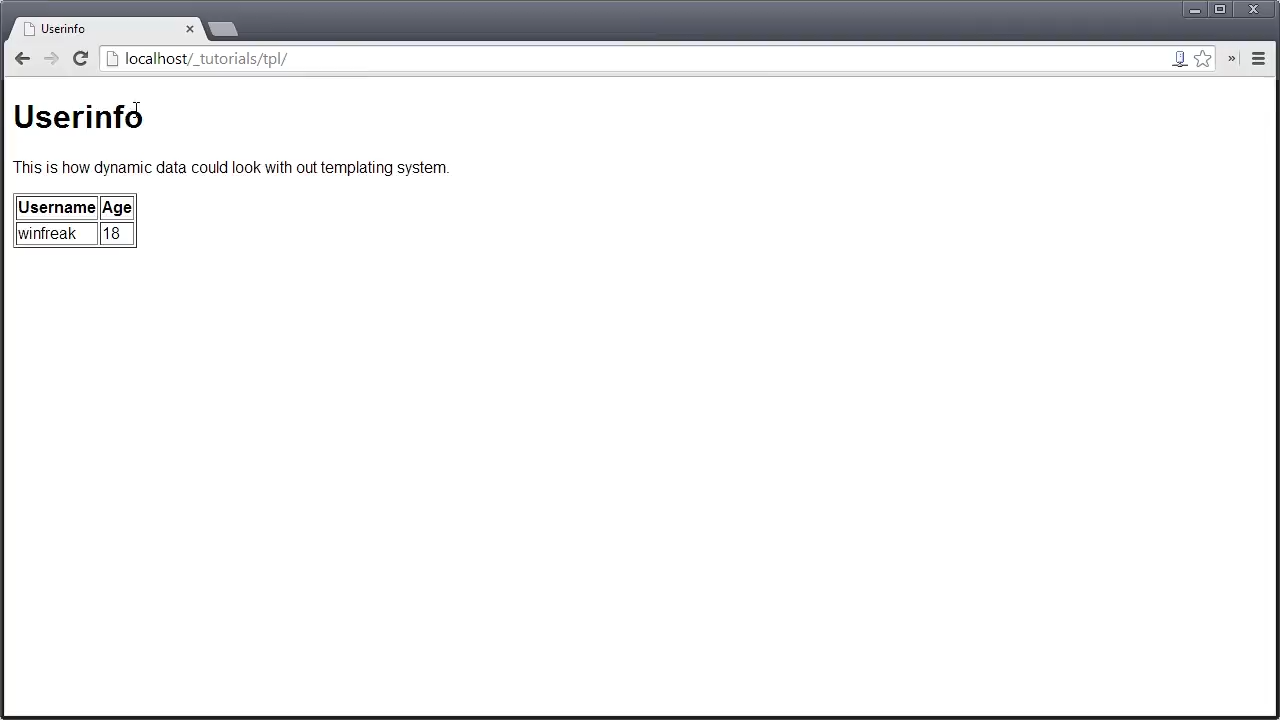 Userinfo
localhost/_tutorials/tpl/
Userinfo
This is how dynamic data could look with out templating system.
Username Age
winfreak 18